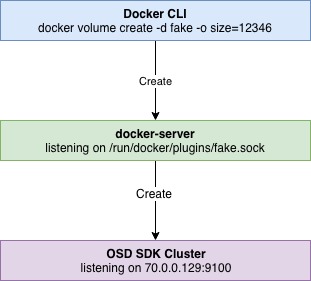 Docker CLI
docker volume create -d fake -o size=12346
Create
docker-server
listening on /run/docker/plugins/fake.sock
Create
OSD SDK Cluster
listening on 70.0.0.129:9100